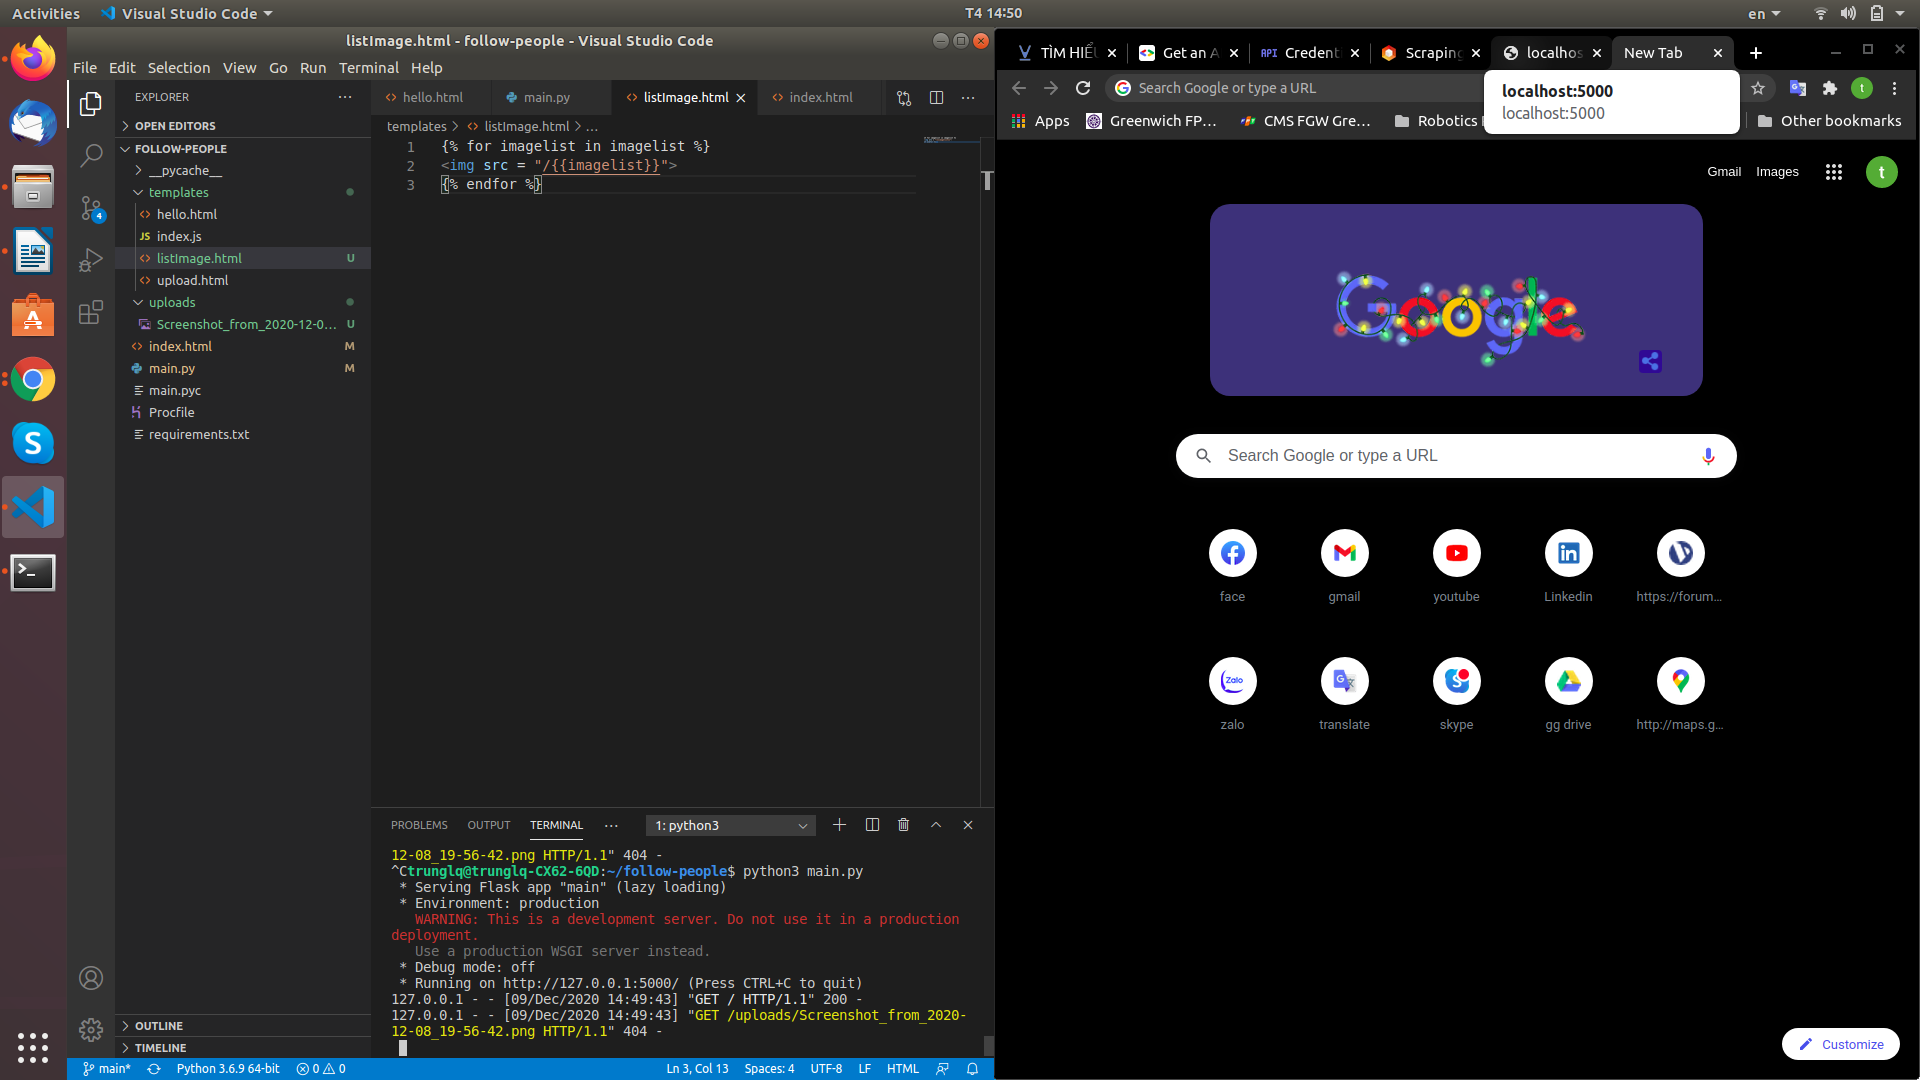 Activities
Visual Studio Code
T4 14:50
en
listImage.html - follow-people - Visual Studio Code
File Edit Selection View Go Run Terminal Help
EXPLORER
OPEN EDITORS
FOLLOW-PEOPLE
__pycache__
templates
hello.html
JS index.js
listImage.html U
upload.html
uploads
Screenshot_from_2020-12-0... U
index.html M
main.py M
main.pyc
Procfile
requirements.txt
OUTLINE
TIMELINE
4
hello.html main.py listImage.html index.html
templates > listImage.html > ...
1 {% for imagelist in imagelist %}
2 <img src = "/{{imagelist}}">
3 {% endfor %}
PROBLEMS OUTPUT TERMINAL ... 1: python3
12-08_19-56-42.png HTTP/1.1" 404 -
^Ctrunglq@trunglq-CX62-6QD:~/follow-people$ python3 main.py
* Serving Flask app "main" (lazy loading)
* Environment: production
WARNING: This is a development server. Do not use it in a production
deployment.
Use a production WSGI server instead.
* Debug mode: off
* Running on http://127.0.0.1:5000/ (Press CTRL+C to quit)
127.0.0.1 - - [09/Dec/2020 14:49:43] "GET / HTTP/1.1" 200 -
127.0.0.1 - - [09/Dec/2020 14:49:43] "GET /uploads/Screenshot_from_2020-
12-08_19-56-42.png HTTP/1.1" 404 -
main* Python 3.6.9 64-bit 0 0 Ln 3, Col 13 Spaces: 4 UTF-8 LF HTML
TÌM HIỂU Get an A API Credenti Scraping localhos New Tab
Search Google or type a URL
localhost:5000
localhost:5000
t
Apps Greenwich FP... CMS FGW Gre... Robotics Other bookmarks
Gmail Images t
Google
Search Google or type a URL
face gmail youtube Linkedin https://forum...
Zalo
zalo translate skype gg drive http://maps.g...
Customize